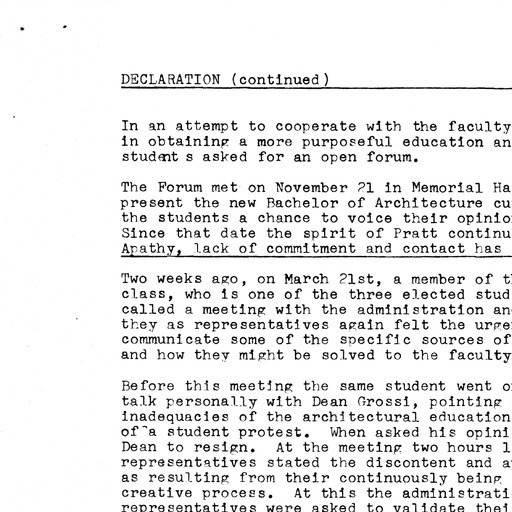 DECLARATION (continued)
In an attempt to cooperate with the faculty
in obtaining a more purposeful education an
student s asked for an open forum.
The Forum met on November 21 in Memorial Ha
present the new Bachelor of Architecture cu
the students a chance to voice their opinio
Since that date the spirit of Pratt continu
Apathy, lack of commitment and contact has
Two weeks ago, on March 21st, a member of t
class, who is one of the three elected stud
called a meeting with the administration an
they as representatives again felt the urge
communicate some of the specific sources of
and how they might be solved to the faculty
Before this meeting the same student went o
talk personally with Dean Grossi, pointing
inadequacies of the architectural education
of a student protest. When asked his opini
Dean to resign. At the meeting two hours l
representatives stated the discontent and a
as resulting from their continuously being
creative process. At this the administrati
representatives were asked to validate thei